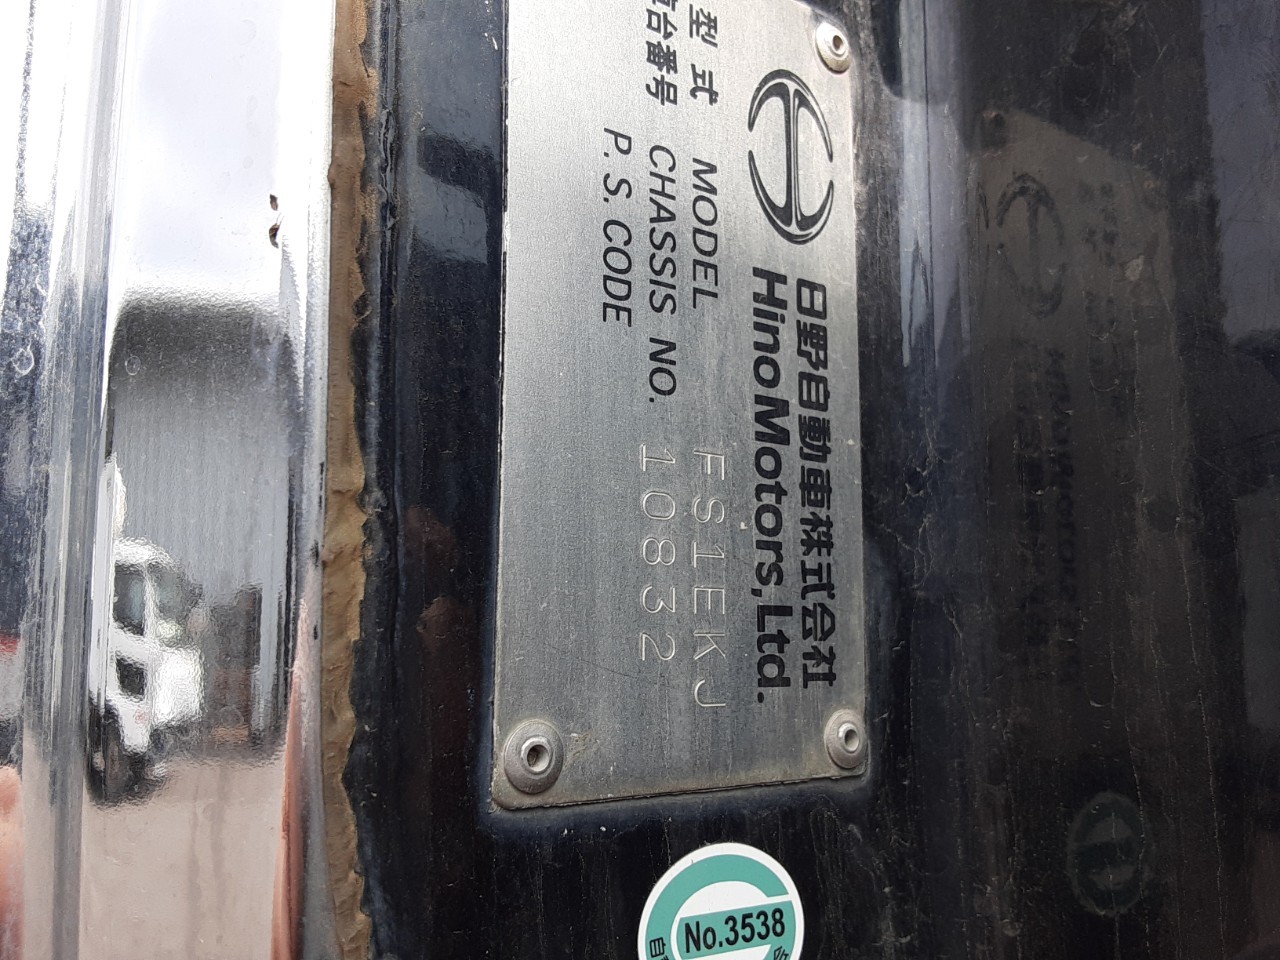 日野自動車株式会社
Hino Motors, Ltd.
型式 MODEL FS1EKJ
台番号 CHASSIS NO. 10832
P. S. CODE
No.3538